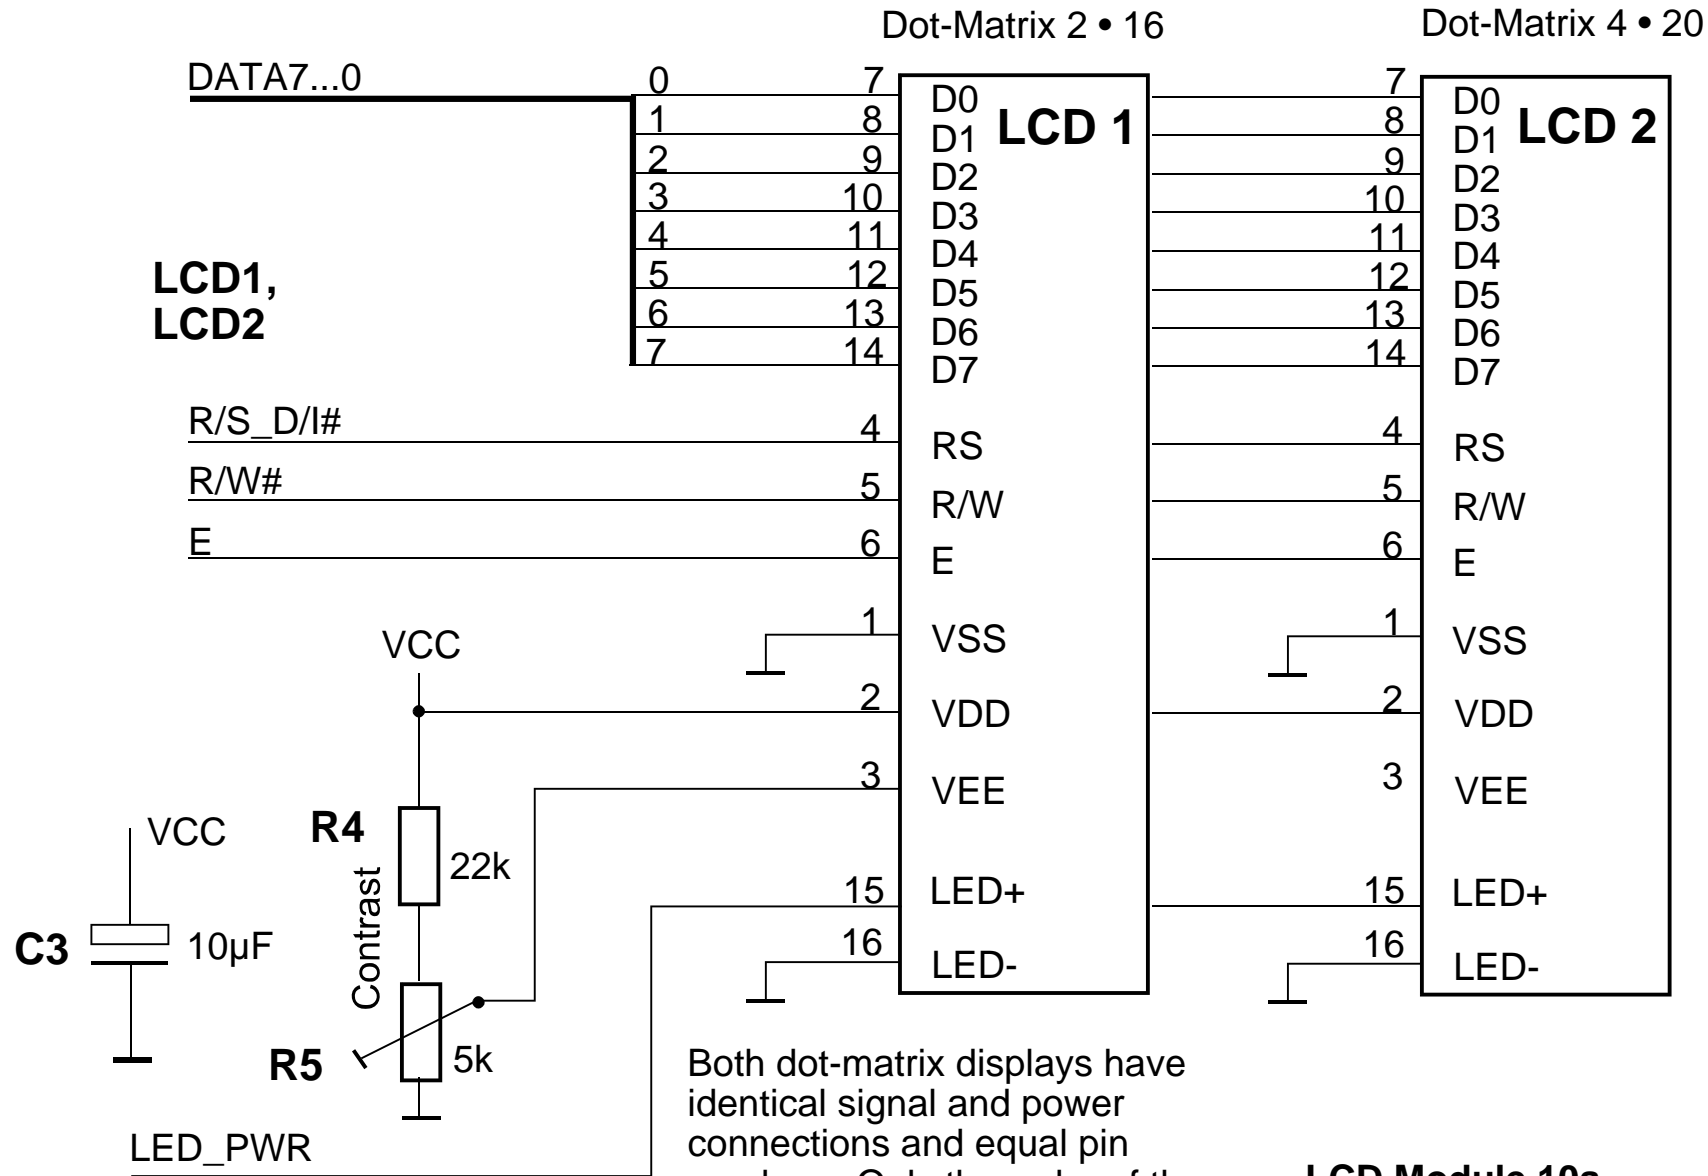 Dot-Matrix 2 • 16
Dot-Matrix 4 • 20
DATA7...0
0 7 D0
1 8 D1
2 9 D2
3 10 D3
4 11 D4
5 12 D5
6 13 D6
7 14 D7
LCD 1
7 D0
8 D1
9 D2
10 D3
11 D4
12 D5
13 D6
14 D7
LCD 2
LCD1,
LCD2
R/S_D/I# 4 RS 4 RS
R/W# 5 R/W 5 R/W
E 6 E 6 E
1 VSS 1 VSS
VCC
2 VDD 2 VDD
3 VEE 3 VEE
VCC
R4
22k
Contrast
15 LED+ 15 LED+
C3 10µF
16 LED- 16 LED-
R5 5k
Both dot-matrix displays have
identical signal and power
connections and equal pin
LED_PWR
LCD Module 10a